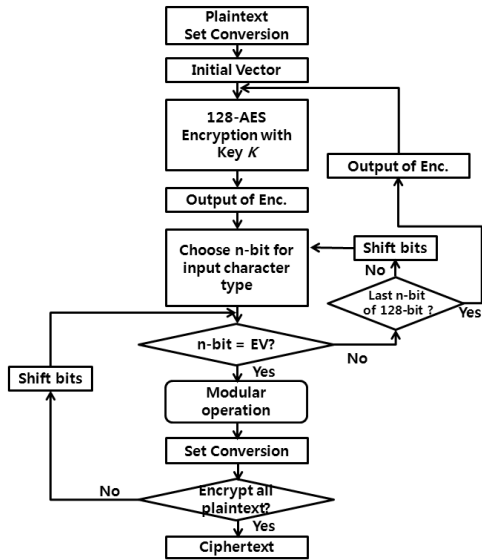 Plaintext
Set Conversion
Initial Vector
128-AES
Encryption with
Key K
Output of Enc.
Output of Enc.
Choose n-bit for
input character
type
Shift bits
No
Last n-bit
of 128-bit ?
Yes
n-bit = EV?
No
Yes
Shift bits
Modular
operation
Set Conversion
No
Encrypt all
plaintext?
Yes
Ciphertext